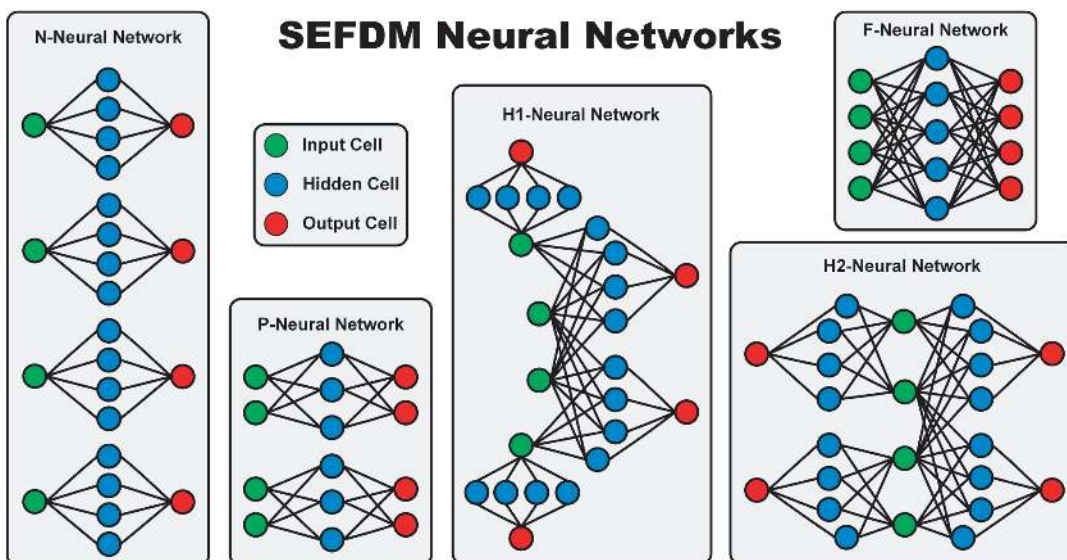 SEFDM Neural Networks
N-Neural Network
Input Cell
Hidden Cell
Output Cell
P-Neural Network
H1-Neural Network
F-Neural Network
H2-Neural Network